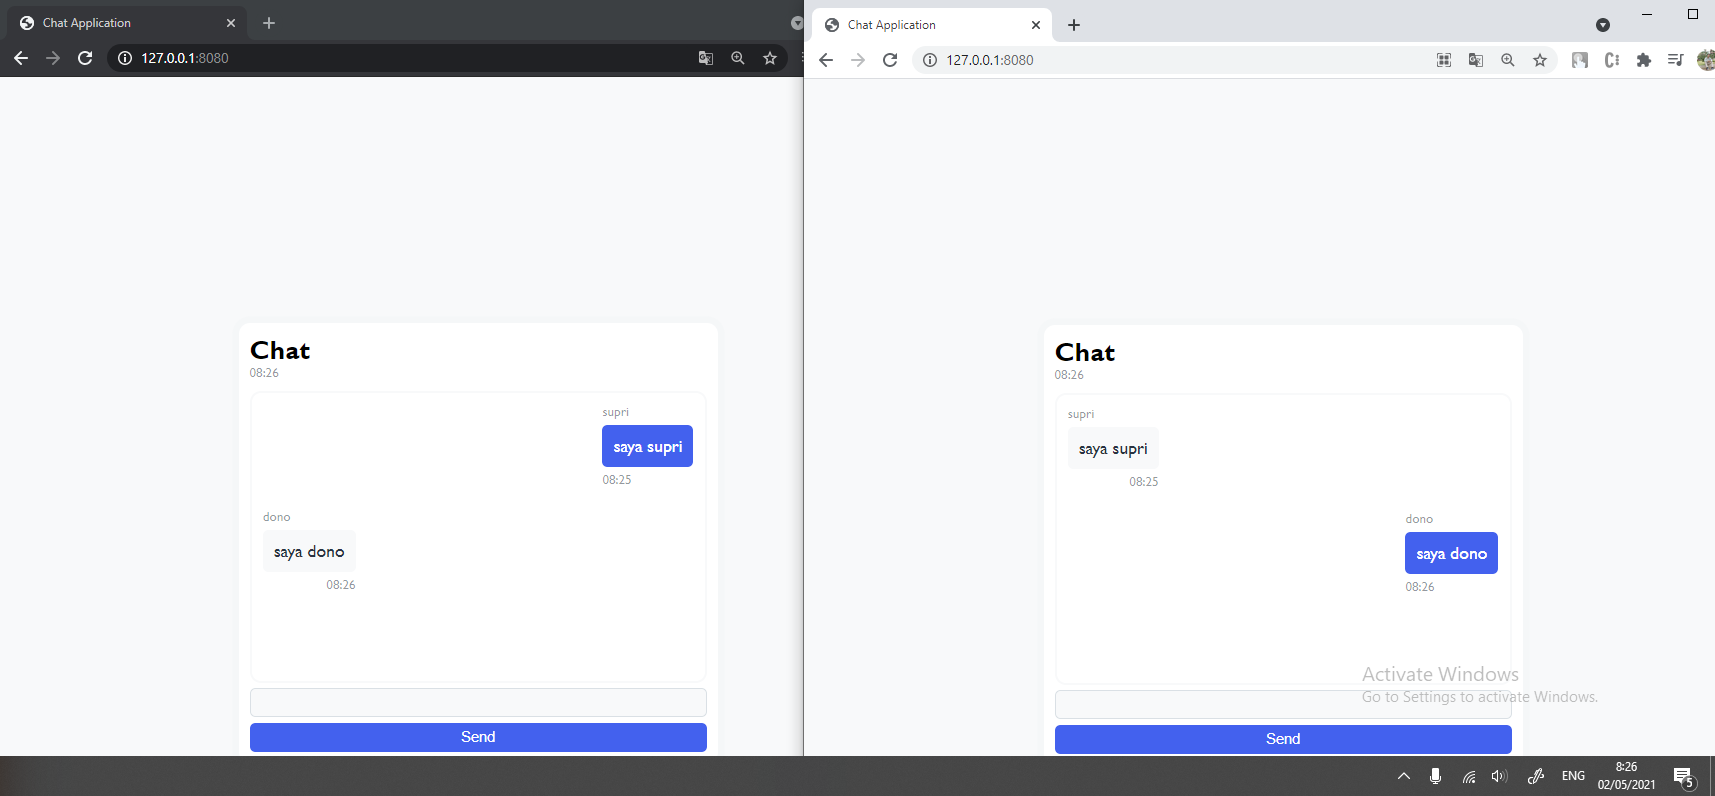 Chat Application
127.0.0.1:8080
Chat
08:26
supri
saya supri
08:25
dono
saya dono
08:26
Send
Chat Application
127.0.0.1:8080
Chat
08:26
supri
saya supri
08:25
dono
saya dono
08:26
Activate Windows
Go to Settings to activate Windows.
Send
ENG
8:26
02/05/2021
5